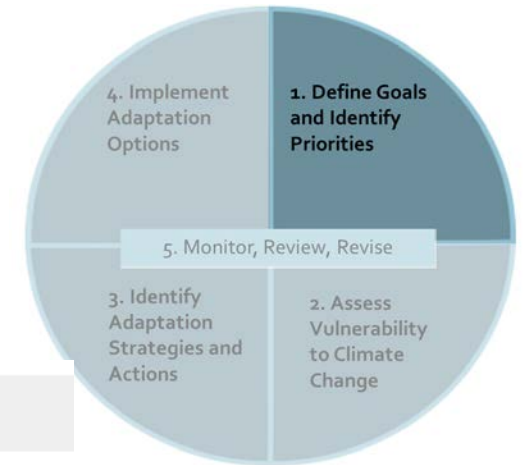 1. Define Goals
and Identify
Priorities
2. Assess
Vulnerability
to Climate
Change
3. Identify
Adaptation
Strategies and
Actions
4. Implement
Adaptation
Options
5. Monitor, Review, Revise